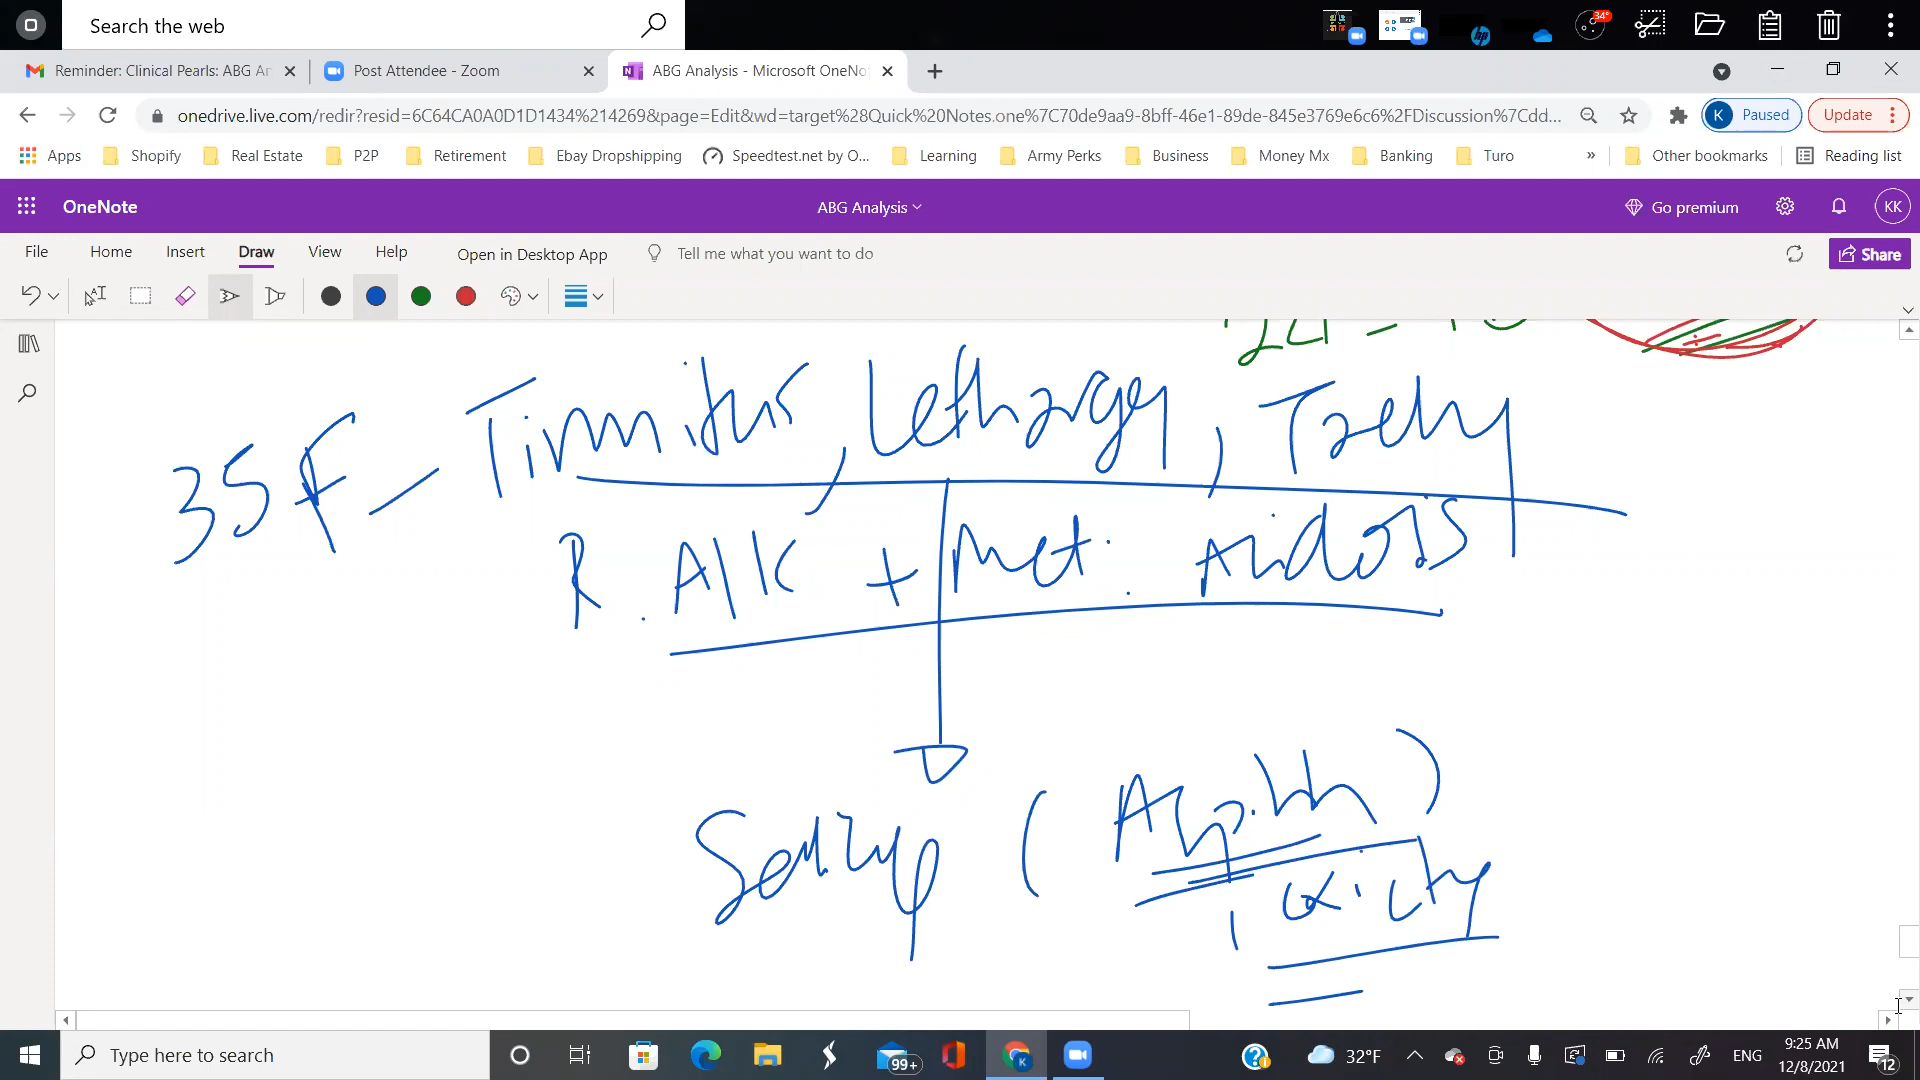 Search the web
34°
Reminder: Clinical Pearls: ABG An
Post Attendee - Zoom
ABG Analysis - Microsoft OneNo
onedrive.live.com/redir?resid=6C64CA0A0D1D1434%214269&page=Edit&wd=target%28Quick%20Notes.one%7C70de9aa9-8bff-46e1-89de-845e3769e6c6%2FDiscussion%7Cdd...
K Paused
Update
Apps Shopify Real Estate P2P Retirement Ebay Dropshipping Speedtest.net by O... Learning Army Perks Business Money Mx Banking Turo » Other bookmarks Reading list
OneNote
ABG Analysis
Go premium
KK
File Home Insert Draw View Help Open in Desktop App Tell me what you want to do
Share
35 F - Tinnitus, Lethargy, Tachy
R. Alk + Met. Acidosis
(
)
Type here to search
99+
32°F
ENG
9:25 AM
12/8/2021
12